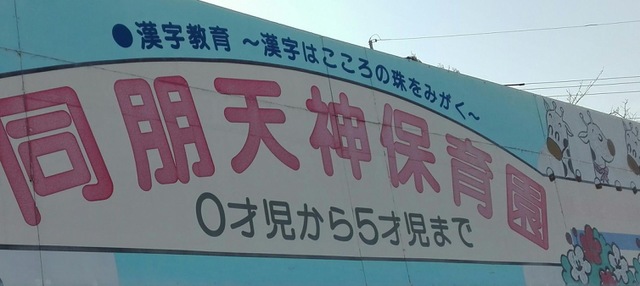 ●漢字教育 ～漢字はこころの珠をみがく～
同朋天神保育園
0才児から5才児まで